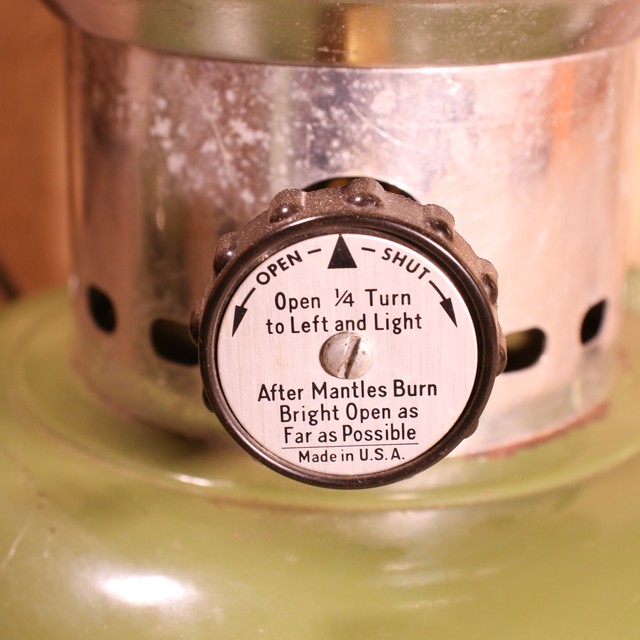 OPEN SHUT
Open ¼ Turn
to Left and Light
After Mantles Burn
Bright Open as
Far as Possible
Made in U.S.A.